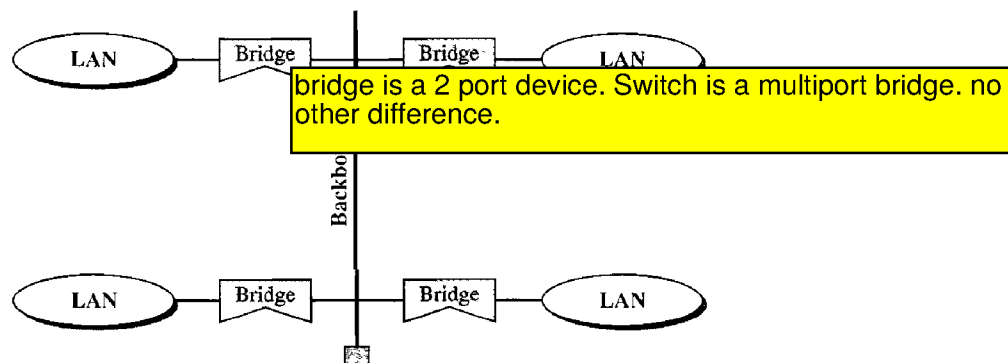 LAN Bridge Bridge LAN
bridge is a 2 port device. Switch is a multiport bridge. no
other difference.
Backbo
LAN Bridge Bridge LAN